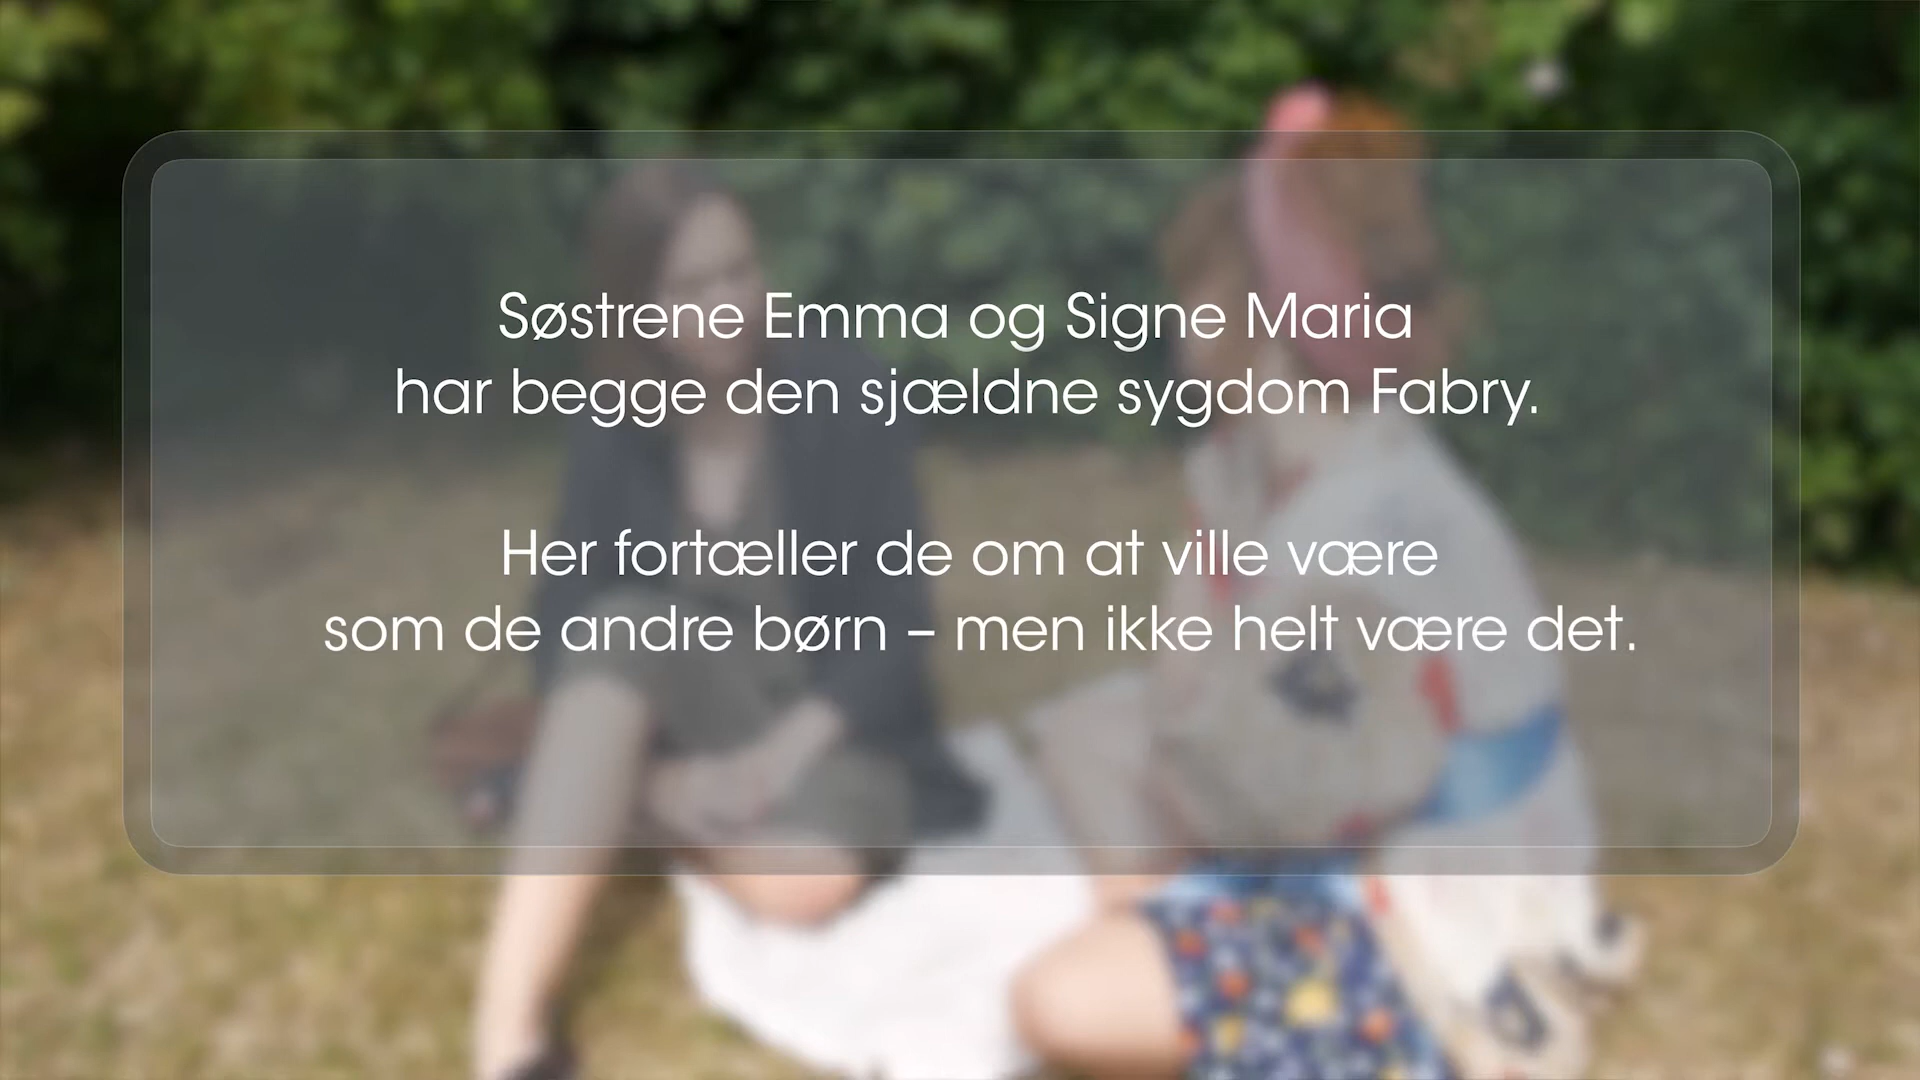 Søstrene Emma og Signe Maria
har begge den sjældne sygdom Fabry.
Her fortæller de om at ville være
som de andre børn – men ikke helt være det.